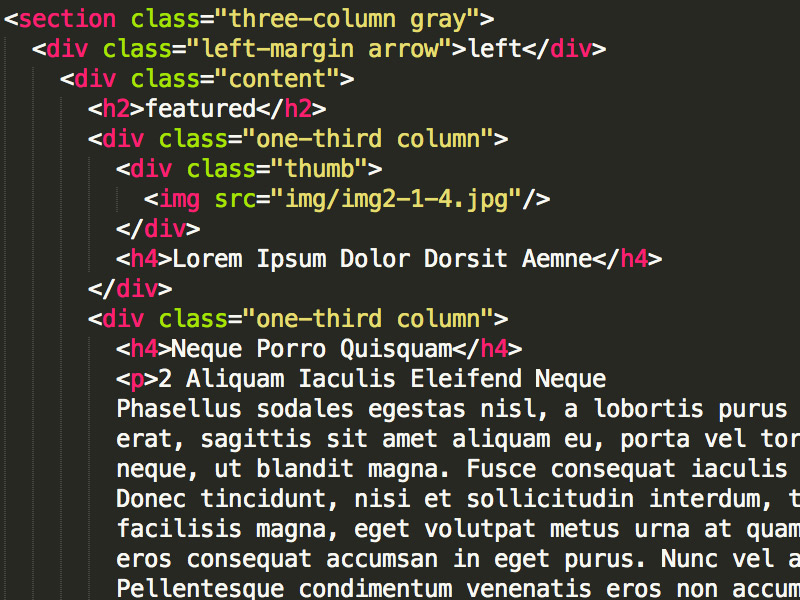 <section class="three-column gray">
<div class="left-margin arrow">left</div>
<div class="content">
<h2>featured</h2>
<div class="one-third column">
<div class="thumb">
<img src="img/img2-1-4.jpg"/>
</div>
<h4>Lorem Ipsum Dolor Dorsit Aemne</h4>
</div>
<div class="one-third column">
<h4>Neque Porro Quisquam</h4>
<p>2 Aliquam Iaculis Eleifend Neque
Phasellus sodales egestas nisl, a lobortis purus
erat, sagittis sit amet aliquam eu, porta vel tor
neque, ut blandit magna. Fusce consequat iaculis
Donec tincidunt, nisi et sollicitudin interdum, t
facilisis magna, eget volutpat metus urna at quam
eros consequat accumsan in eget purus. Nunc vel a
Pellentesque condimentum venenatis eros non accum